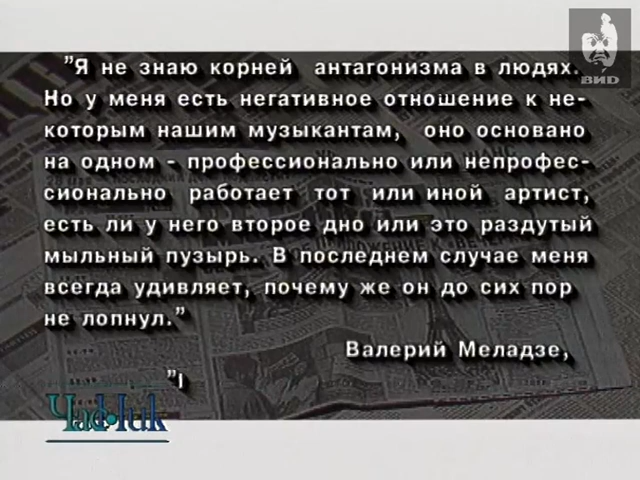 ВИD
"Я не знаю корней антагонизма в людях.
Но у меня есть негативное отношение к не-
которым нашим музыкантам, оно основано
на одном - профессионально или непрофес-
сионально работает тот или иной артист,
есть ли у него второе дно или это раздутый
мыльный пузырь. В последнем случае меня
всегда удивляет, почему же он до сих пор
не лопнул."
Валерий Меладзе,
ЧасПик